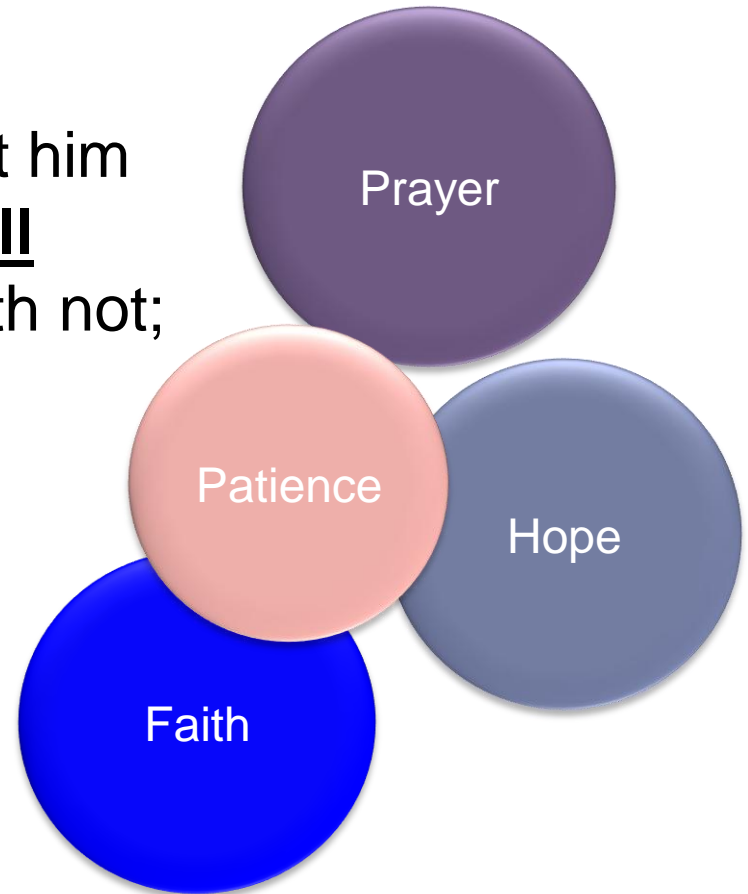 t him
ll
th not;
Prayer
Patience
Hope
Faith